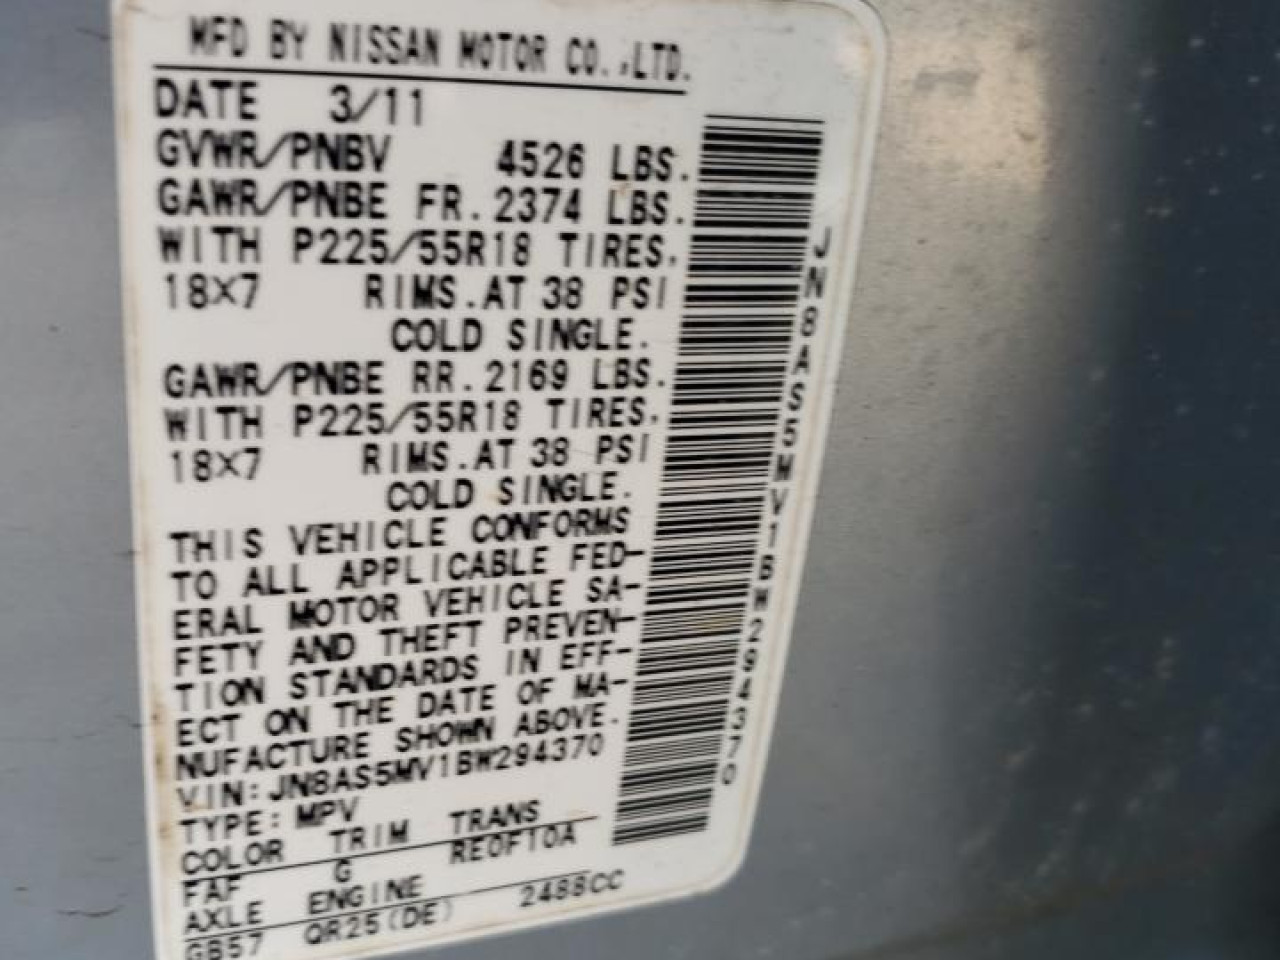 MFD BY NISSAN MOTOR CO.,LTD.
DATE 3/11
GVWR/PNBV 4526 LBS.
GAWR/PNBE FR.2374 LBS.
WITH P225/55R18 TIRES.
18×7 RIMS.AT 38 PSI
COLD SINGLE.
GAWR/PNBE RR.2169 LBS.
WITH P225/55R18 TIRES.
18×7 RIMS.AT 38 PSI
COLD SINGLE.
THIS VEHICLE CONFORMS
TO ALL APPLICABLE FED-
ERAL MOTOR VEHICLE SA-
FETY AND THEFT PREVEN-
TION STANDARDS IN EFF-
ECT ON THE DATE OF MA-
NUFACTURE SHOWN ABOVE.
VIN:JN8AS5MV1BW294370
TYPE:MPV
COLOR TRIM TRANS
FAF G RE0F10A
AXLE ENGINE
GB57 QR25(DE) 2488CC
JN8AS5MV1BW294370